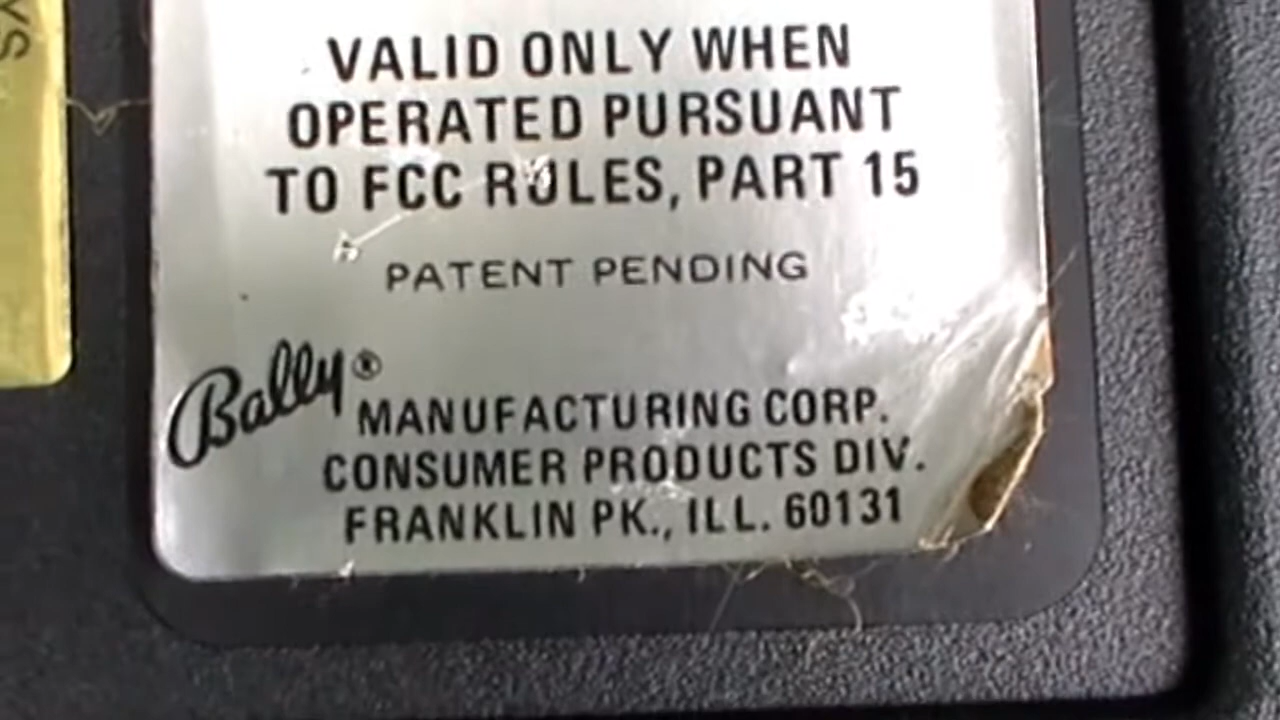 VALID ONLY WHEN
OPERATED PURSUANT
TO FCC RULES, PART 15
PATENT PENDING
Bally® MANUFACTURING CORP.
CONSUMER PRODUCTS DIV.
FRANKLIN PK., ILL. 60131
YS